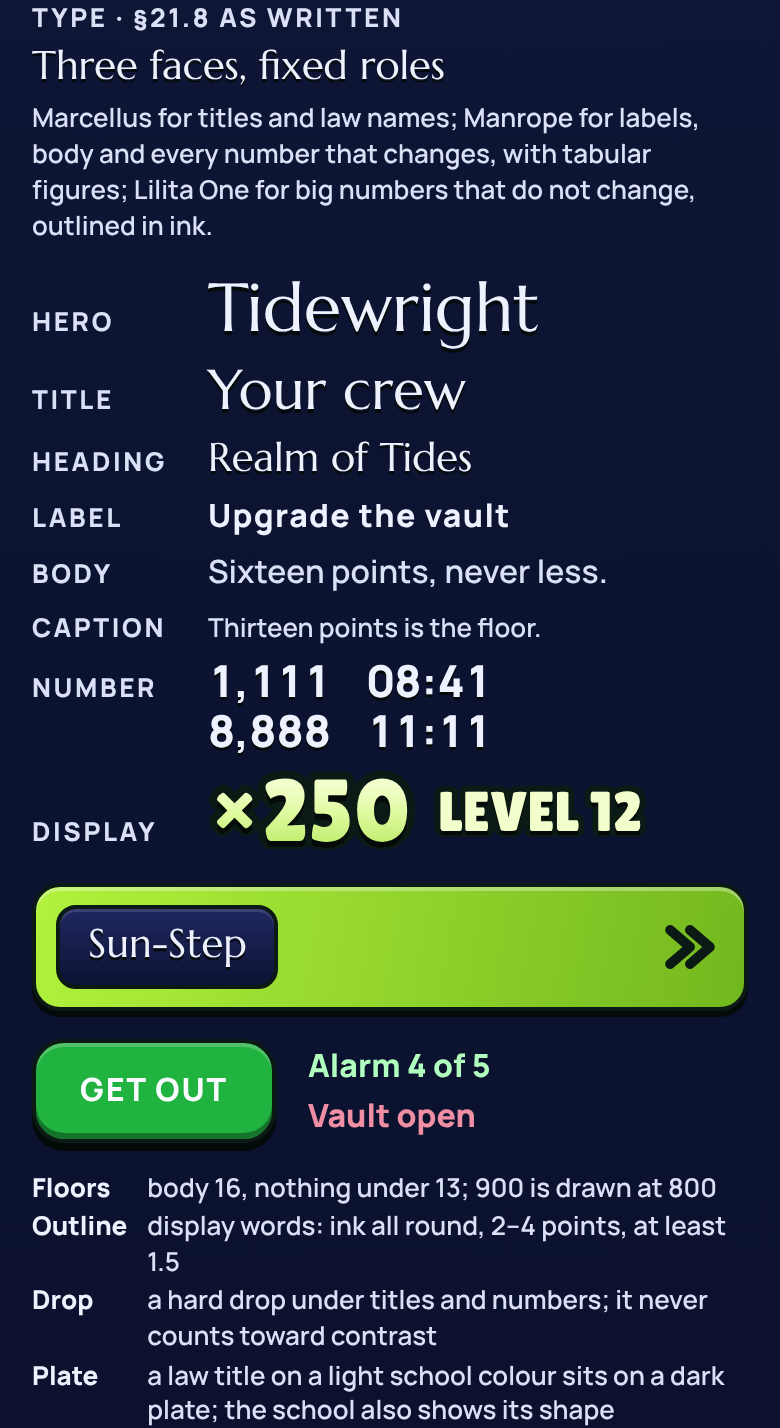 TYPE · §21.8 AS WRITTEN
Three faces, fixed roles
Marcellus for titles and law names; Manrope for labels,
body and every number that changes, with tabular
figures; Lilita One for big numbers that do not change,
outlined in ink.
HERO Tidewright
TITLE Your crew
HEADING Realm of Tides
LABEL Upgrade the vault
BODY Sixteen points, never less.
CAPTION Thirteen points is the floor.
NUMBER 1,111 08:41
8,888 11:11
DISPLAY ×250 LEVEL 12
Sun-Step
GET OUT
Alarm 4 of 5
Vault open
Floors body 16, nothing under 13; 900 is drawn at 800
Outline display words: ink all round, 2–4 points, at least
1.5
Drop a hard drop under titles and numbers; it never
counts toward contrast
Plate a law title on a light school colour sits on a dark
plate; the school also shows its shape